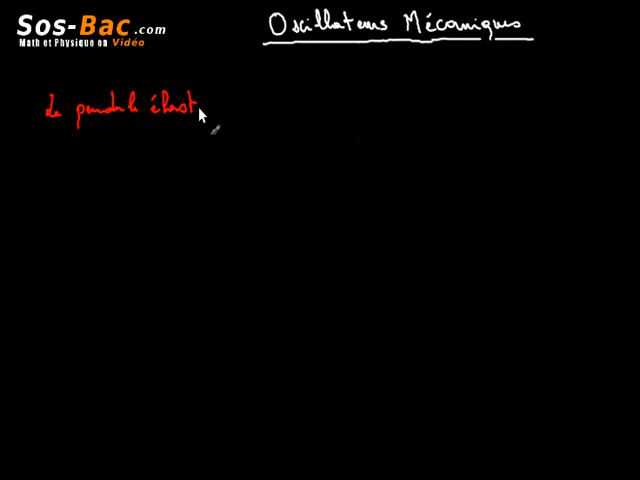 Sos-Bac.com
Math et Physique en Vidéo
Oscillateurs Mécaniques
Le pendule élast